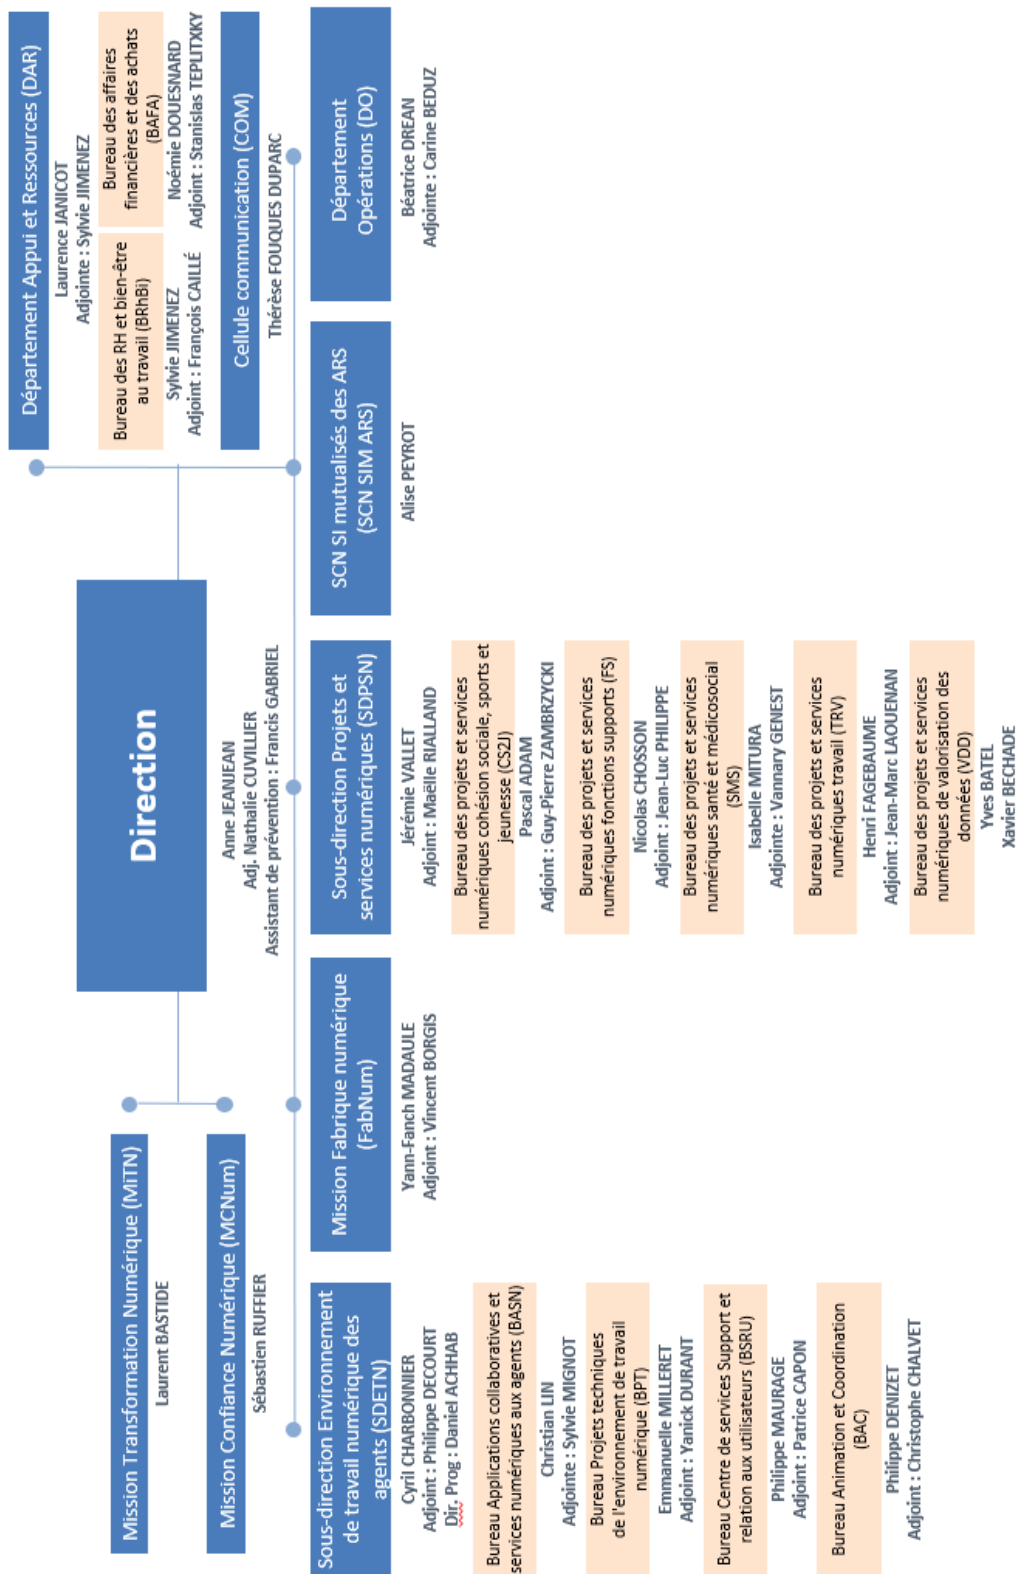 Direction
Anne JEANJEAN
Adj. Nathalie CUVILLIER
Assistant de prévention : Francis GABRIEL
Mission Transformation Numérique (MiTN)
Laurent BASTIDE
Mission Confiance Numérique (MCNum)
Sébastien RUFFIER
Département Appui et Ressources (DAR)
Laurence JANICOT
Adjointe : Sylvie JIMENEZ
Bureau des RH et bien-être
au travail (BRhBi)
Sylvie JIMENEZ
Adjoint : François CAILLÉ
Bureau des affaires
financières et des achats
(BAFA)
Noémie DOUESNARD
Adjoint : Stanislas TEPLITXKY
Cellule communication (COM)
Thérèse FOUQUES DUPARC
Sous-direction Environnement
de travail numérique des
agents (SDETN)
Cyril CHARBONNIER
Adjoint : Philippe DECOURT
Dir. Prog : Daniel ACHHAB
Bureau Applications collaboratives et
services numériques aux agents (BASN)
Christian LIN
Adjointe : Sylvie MIGNOT
Bureau Projets techniques
de l'environnement de travail
numérique (BPT)
Emmanuelle MILLERET
Adjoint : Yanick DURANT
Bureau Centre de services Support et
relation aux utilisateurs (BSRU)
Philippe MAURAGE
Adjoint : Patrice CAPON
Bureau Animation et Coordination
(BAC)
Philippe DENIZET
Adjoint : Christophe CHALVET
Mission Fabrique numérique
(FabNum)
Yann-Fanch MADAULE
Adjoint : Vincent BORGIS
Sous-direction Projets et
services numériques (SDPSN)
Jérémie VALLET
Adjoint : Maëlle RIALLAND
Bureau des projets et services
numériques cohésion sociale, sports et
jeunesse (CS2J)
Pascal ADAM
Adjoint : Guy-Pierre ZAMBRZYCKI
Bureau des projets et services
numériques fonctions supports (FS)
Nicolas CHOSSON
Adjoint : Jean-Luc PHILIPPE
Bureau des projets et services
numériques santé et médicosocial
(SMS)
Isabelle MITURA
Adjointe : Vannary GENEST
Bureau des projets et services
numériques travail (TRV)
Henri FAGEBAUME
Adjoint : Jean-Marc LAOUENAN
Bureau des projets et services
numériques de valorisation des
données (VDD)
Yves BATEL
Xavier BECHADE
SCN SI mutualisés des ARS
(SCN SIM ARS)
Alise PEYROT
Département
Opérations (DO)
Béatrice DREAN
Adjointe : Carine BEDUZ